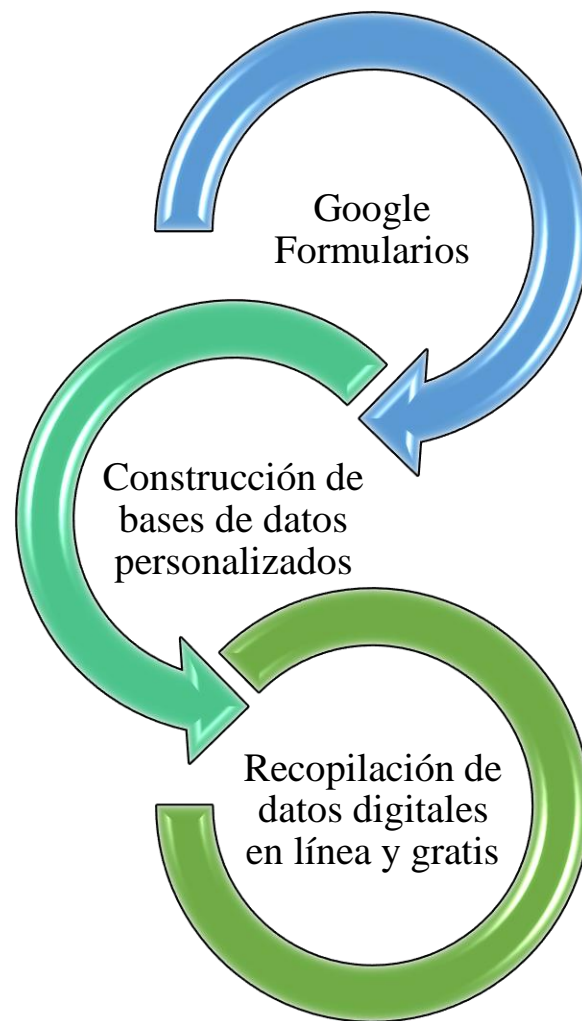 Google
Formularios
Construcción de
bases de datos
personalizados
Recopilación de
datos digitales
en línea y gratis